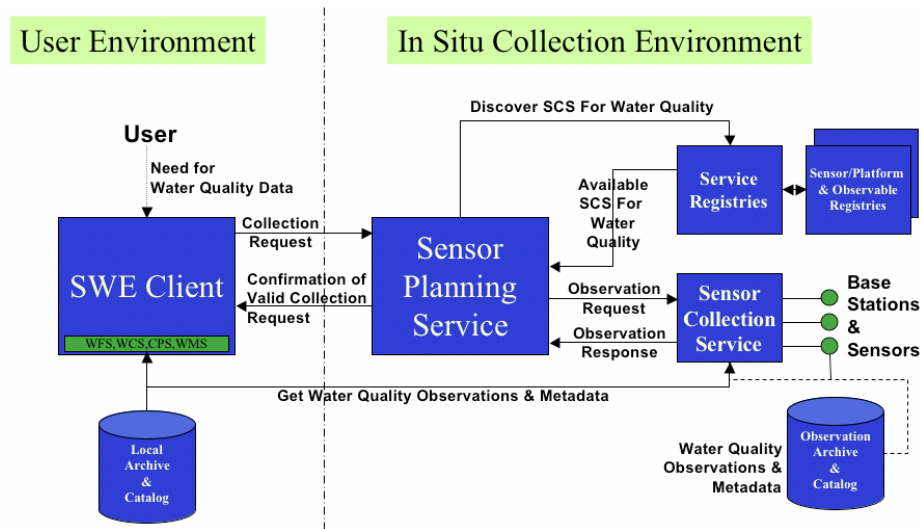 User Environment
In Situ Collection Environment
Discover SCS For Water Quality
User
Need for
Water Quality Data
Service
Registries
Sensor/Platform
& Observable
Registries
Available
SCS For
Water
Quality
Collection
Request
SWE Client
WFS,WCS,CPS,WMS
Confirmation of
Valid Collection
Request
Sensor
Planning
Service
Observation
Request
Observation
Response
Sensor
Collection
Service
Base
Stations
&
Sensors
Get Water Quality Observations & Metadata
Local
Archive
&
Catalog
Water Quality
Observations &
Metadata
Observation
Archive
&
Catalog